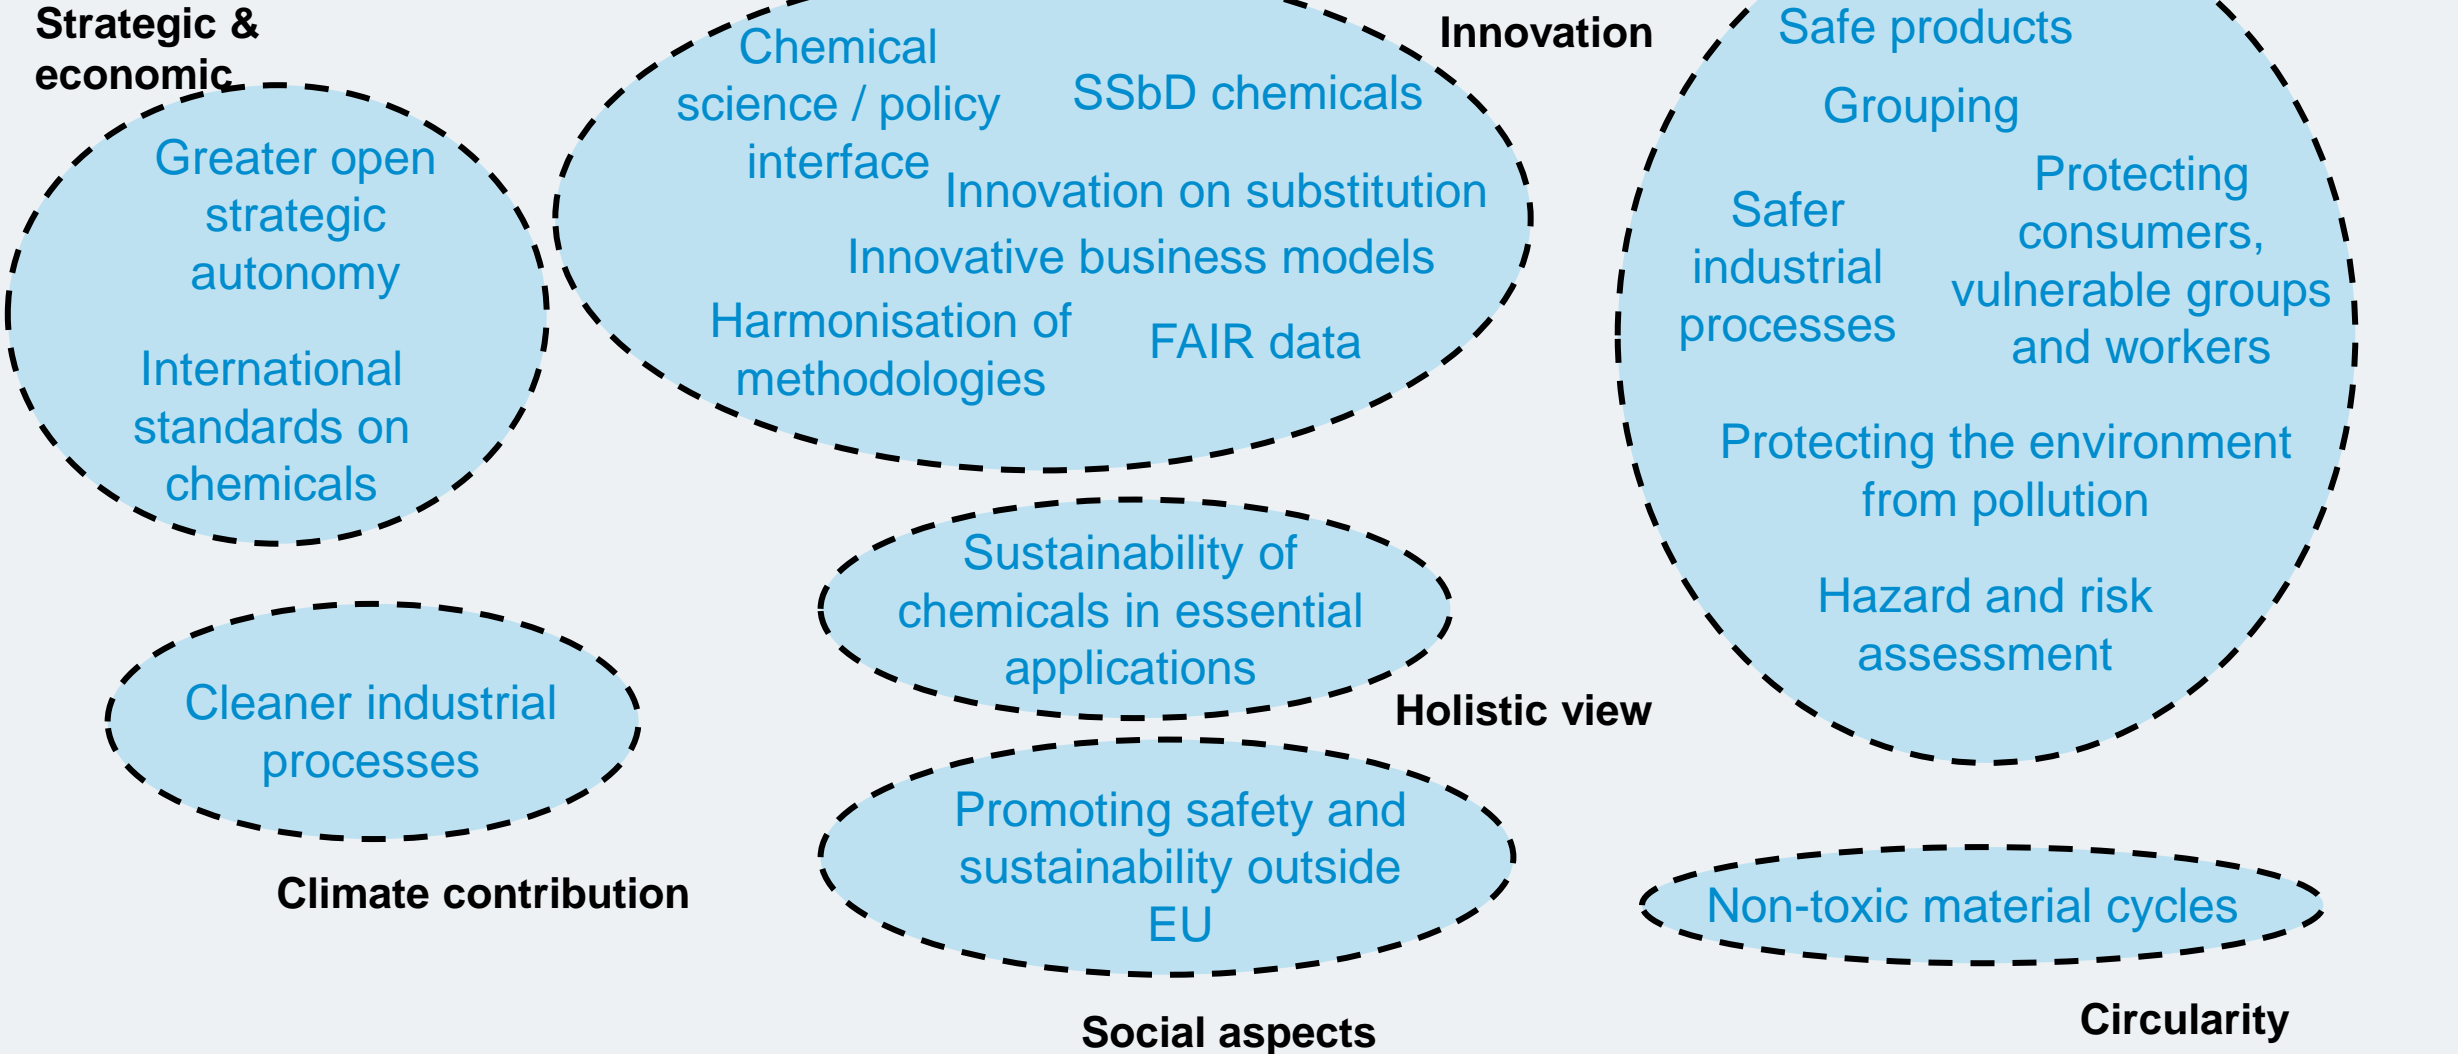 Strategic &
economic
Greater open
strategic
autonomy
International
standards on
chemicals
Chemical
science / policy
interface
SSbD chemicals
Innovation on substitution
Innovative business models
Harmonisation of
methodologies
FAIR data
Innovation
Safe products
Grouping
Safer
industrial
processes
Protecting
consumers,
vulnerable groups
and workers
Protecting the environment
from pollution
Hazard and risk
assessment
Sustainability of
chemicals in essential
applications
Holistic view
Cleaner industrial
processes
Climate contribution
Promoting safety and
sustainability outside
EU
Social aspects
Non-toxic material cycles
Circularity